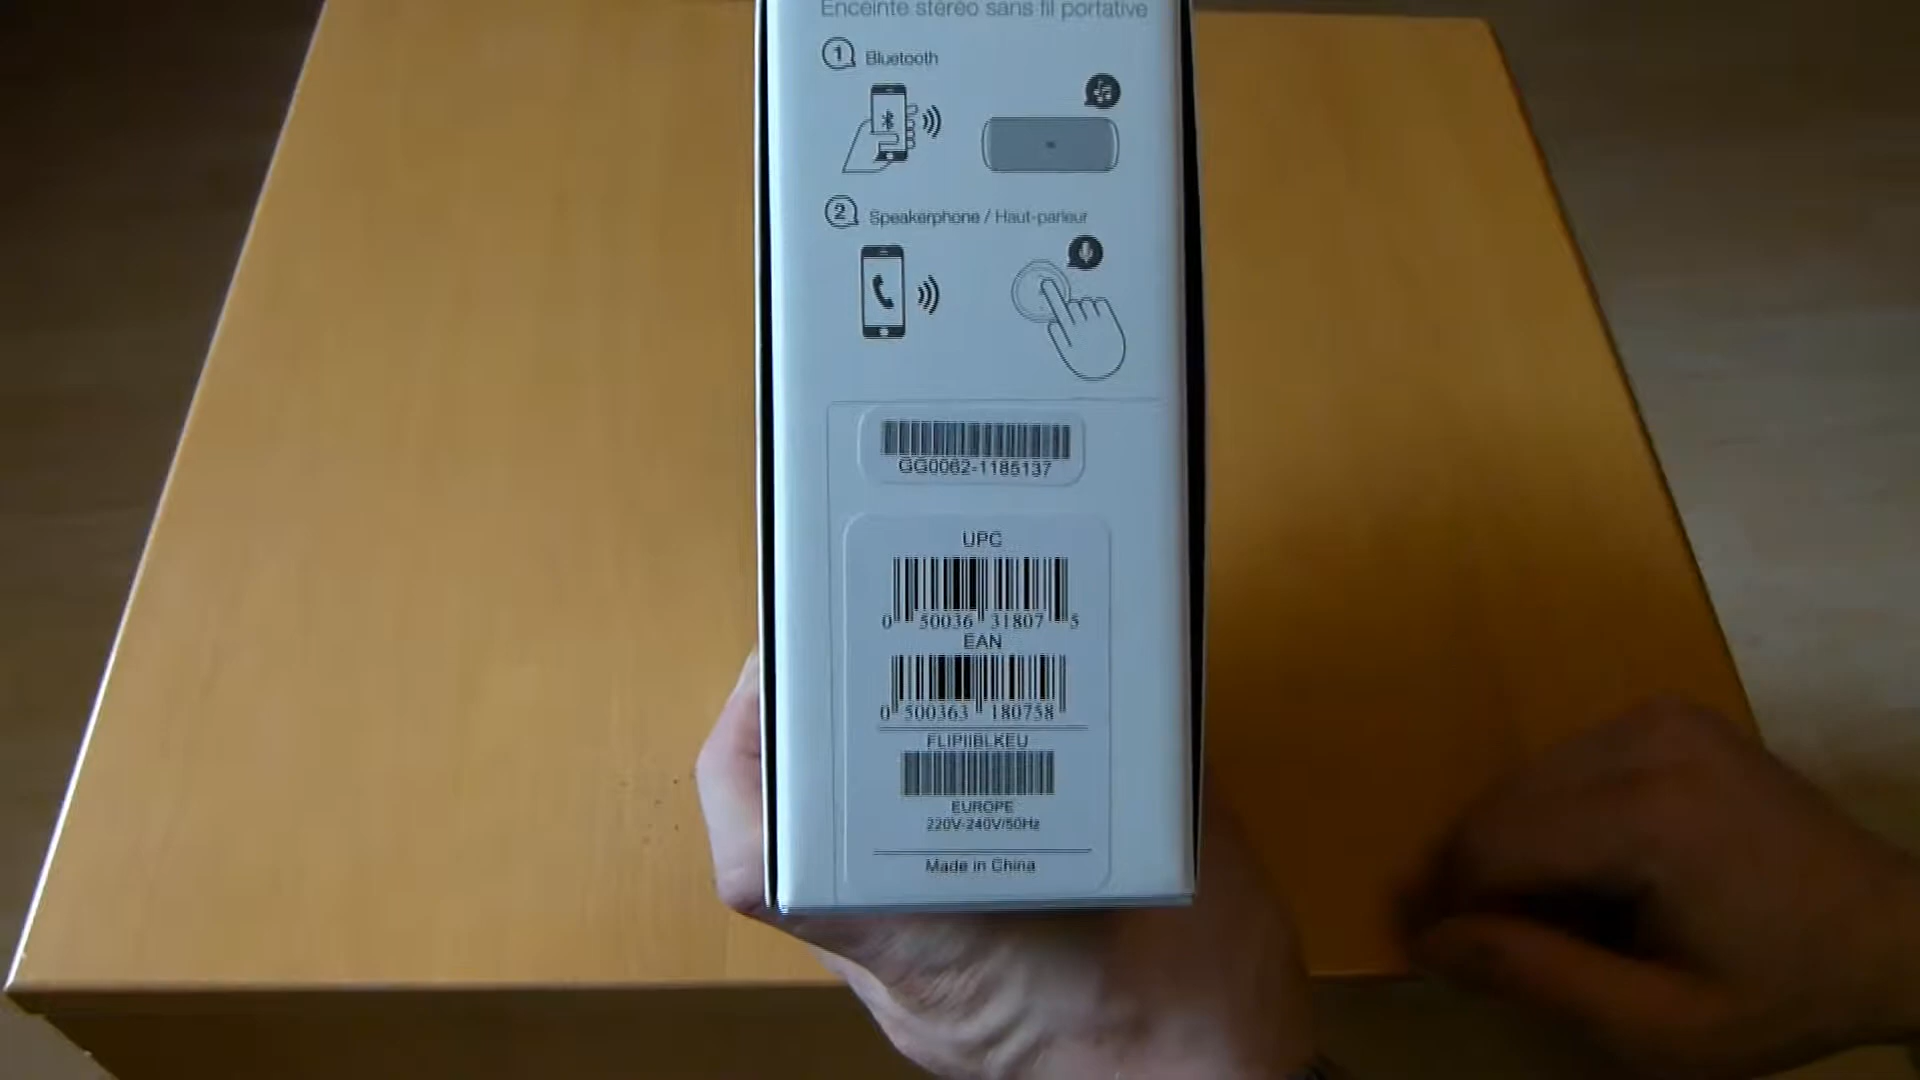 Enceinte stéréo sans fil portative
1 Bluetooth
2 Speakerphone / Haut-parleur
GG0062-1185137
UPC
0 50036 31807 5
EAN
0 500363 180758
FLIPIIBLKEU
EUROPE
220V-240V/50Hz
Made in China